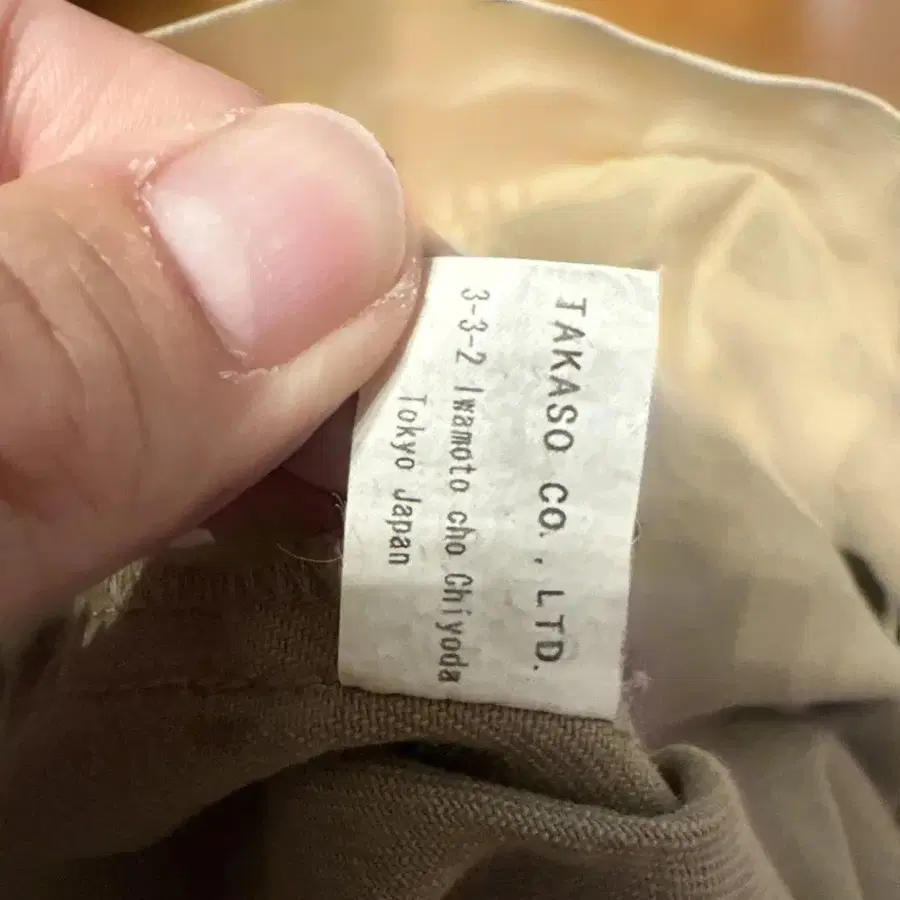 TAKASO CO., LTD.
3-3-2 Iwamoto cho Chiyoda
Tokyo Japan